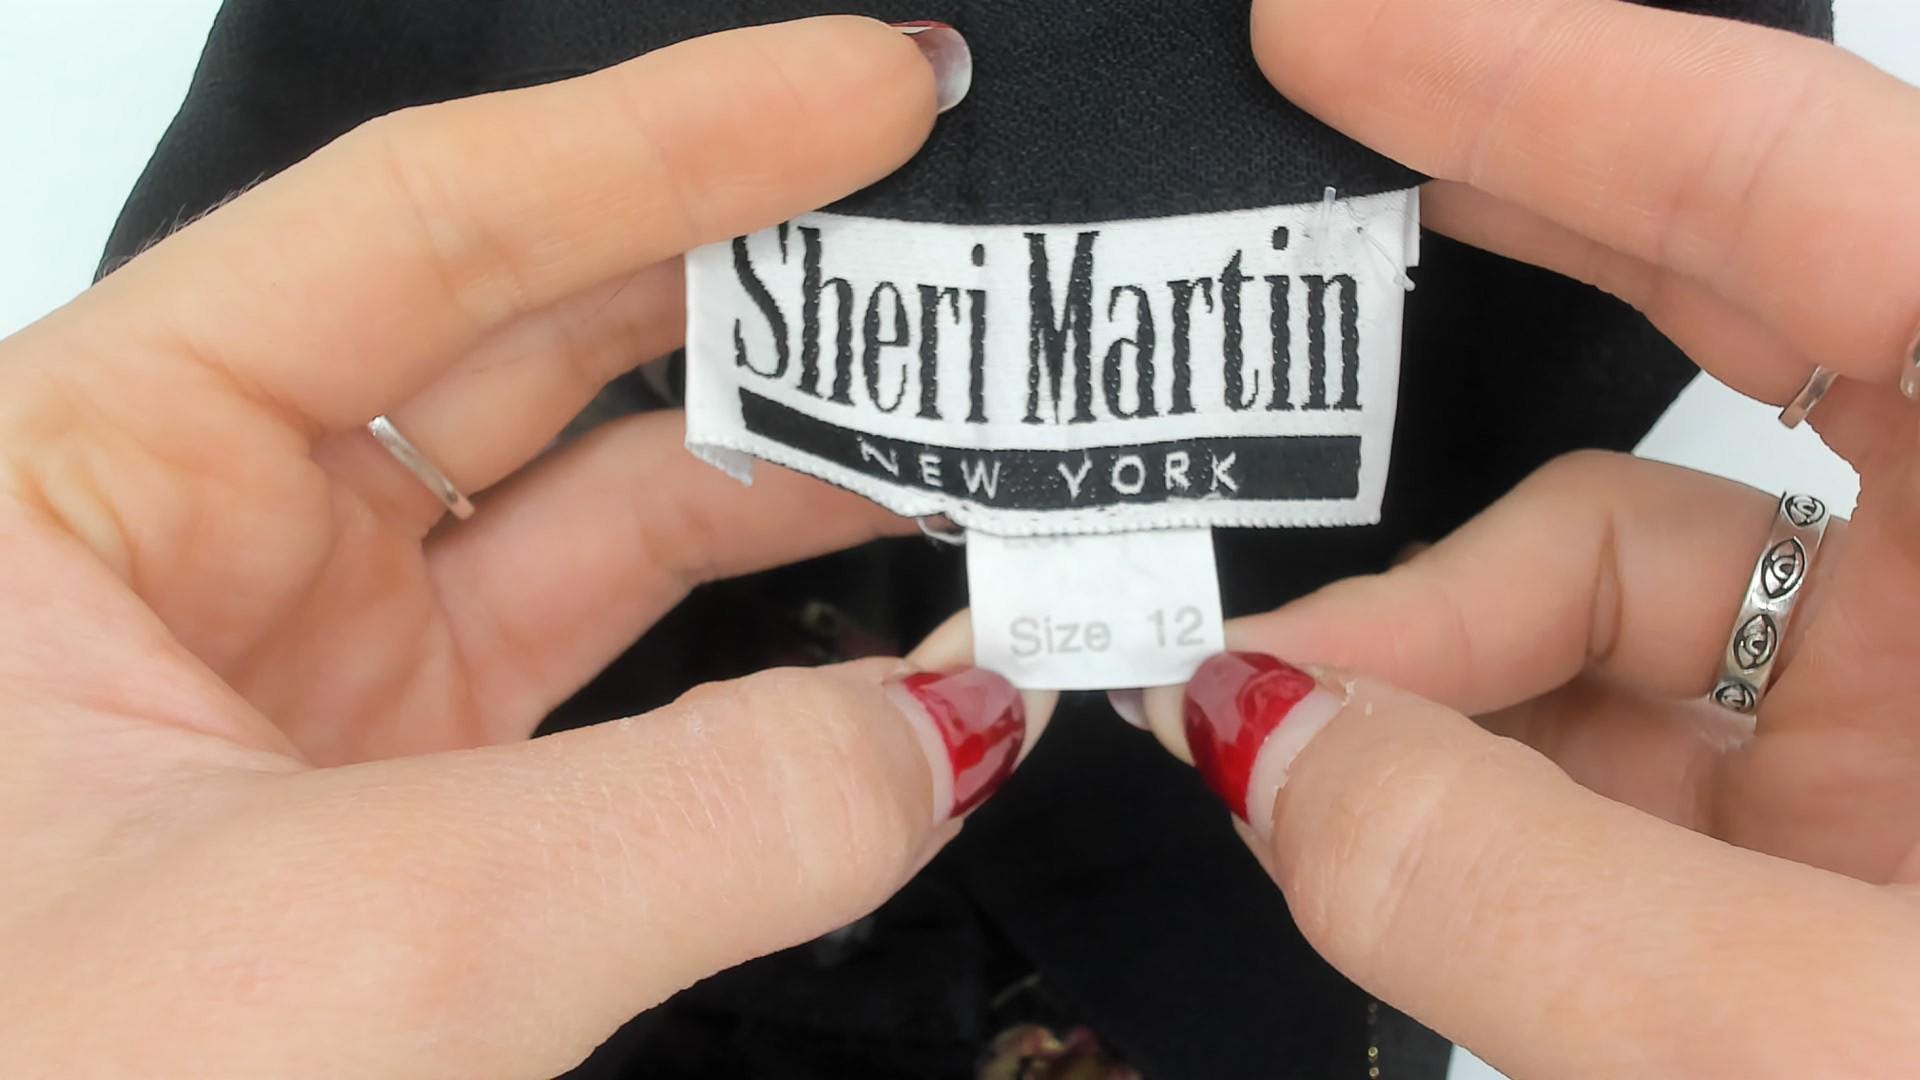 Sheri Martin
NEW YORK
Size 12